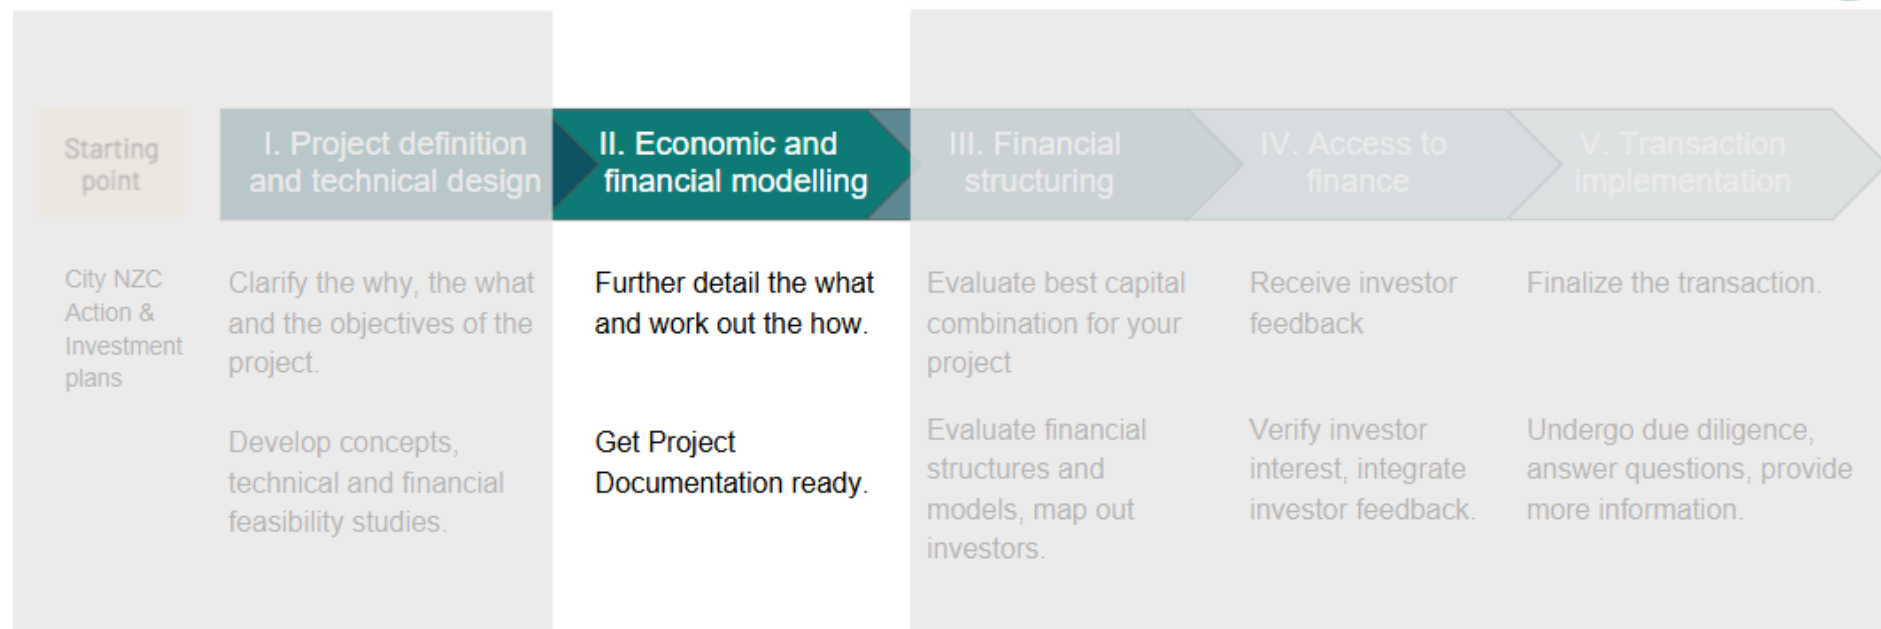 Starting
point
I. Project definition
and technical design
II. Economic and
financial modelling
III. Financial
structuring
IV. Access to
finance
V. Transaction
implementation
City NZC
Action &
Investment
plans
Clarify the why, the what
and the objectives of the
project.
Develop concepts,
technical and financial
feasibility studies.
Further detail the what
and work out the how.
Get Project
Documentation ready.
Evaluate best capital
combination for your
project
Evaluate financial
structures and
models, map out
investors.
Receive investor
feedback
Verify investor
interest, integrate
investor feedback.
Finalize the transaction.
Undergo due diligence,
answer questions, provide
more information.